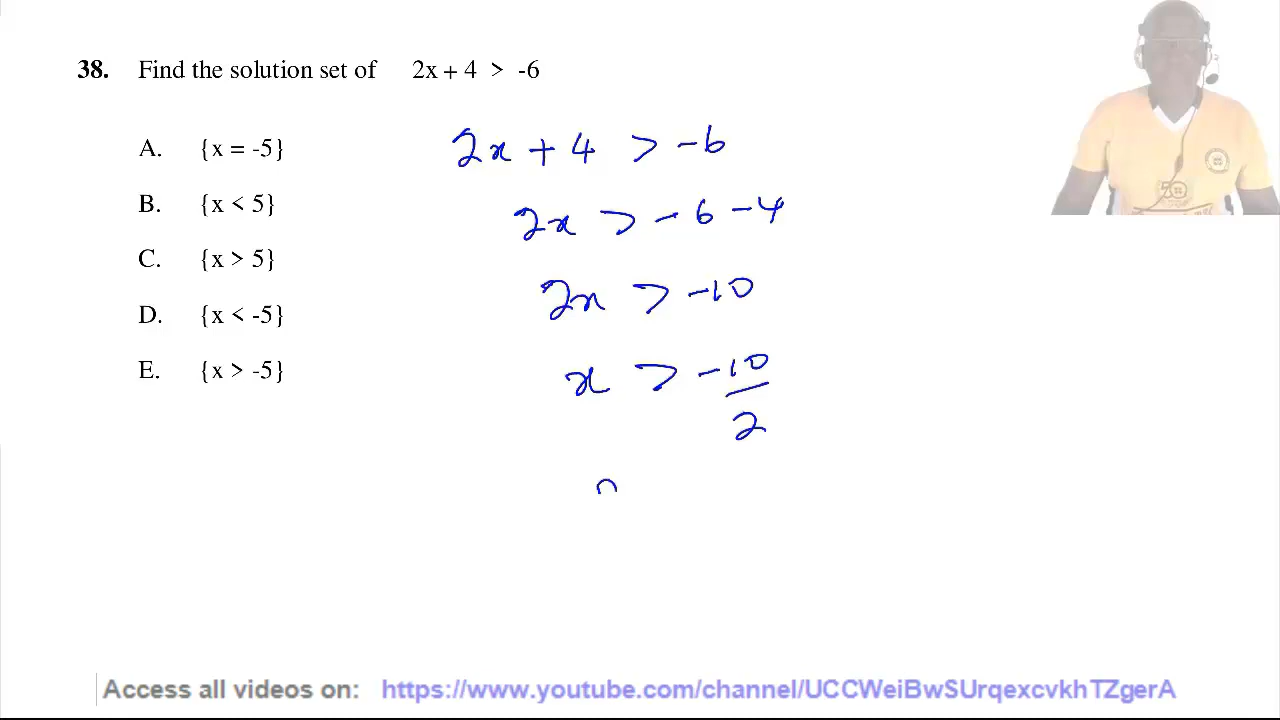 38. Find the solution set of 2x + 4 > -6
A. {x = -5}
B. {x < 5}
C. {x > 5}
D. {x < -5}
E. {x > -5}
2x + 4 > -6
2x > -6 -4
2x > -10
x > -10
2
Access all videos on: https://www.youtube.com/channel/UCCWeiBwSUrqexcvkhTZgerA